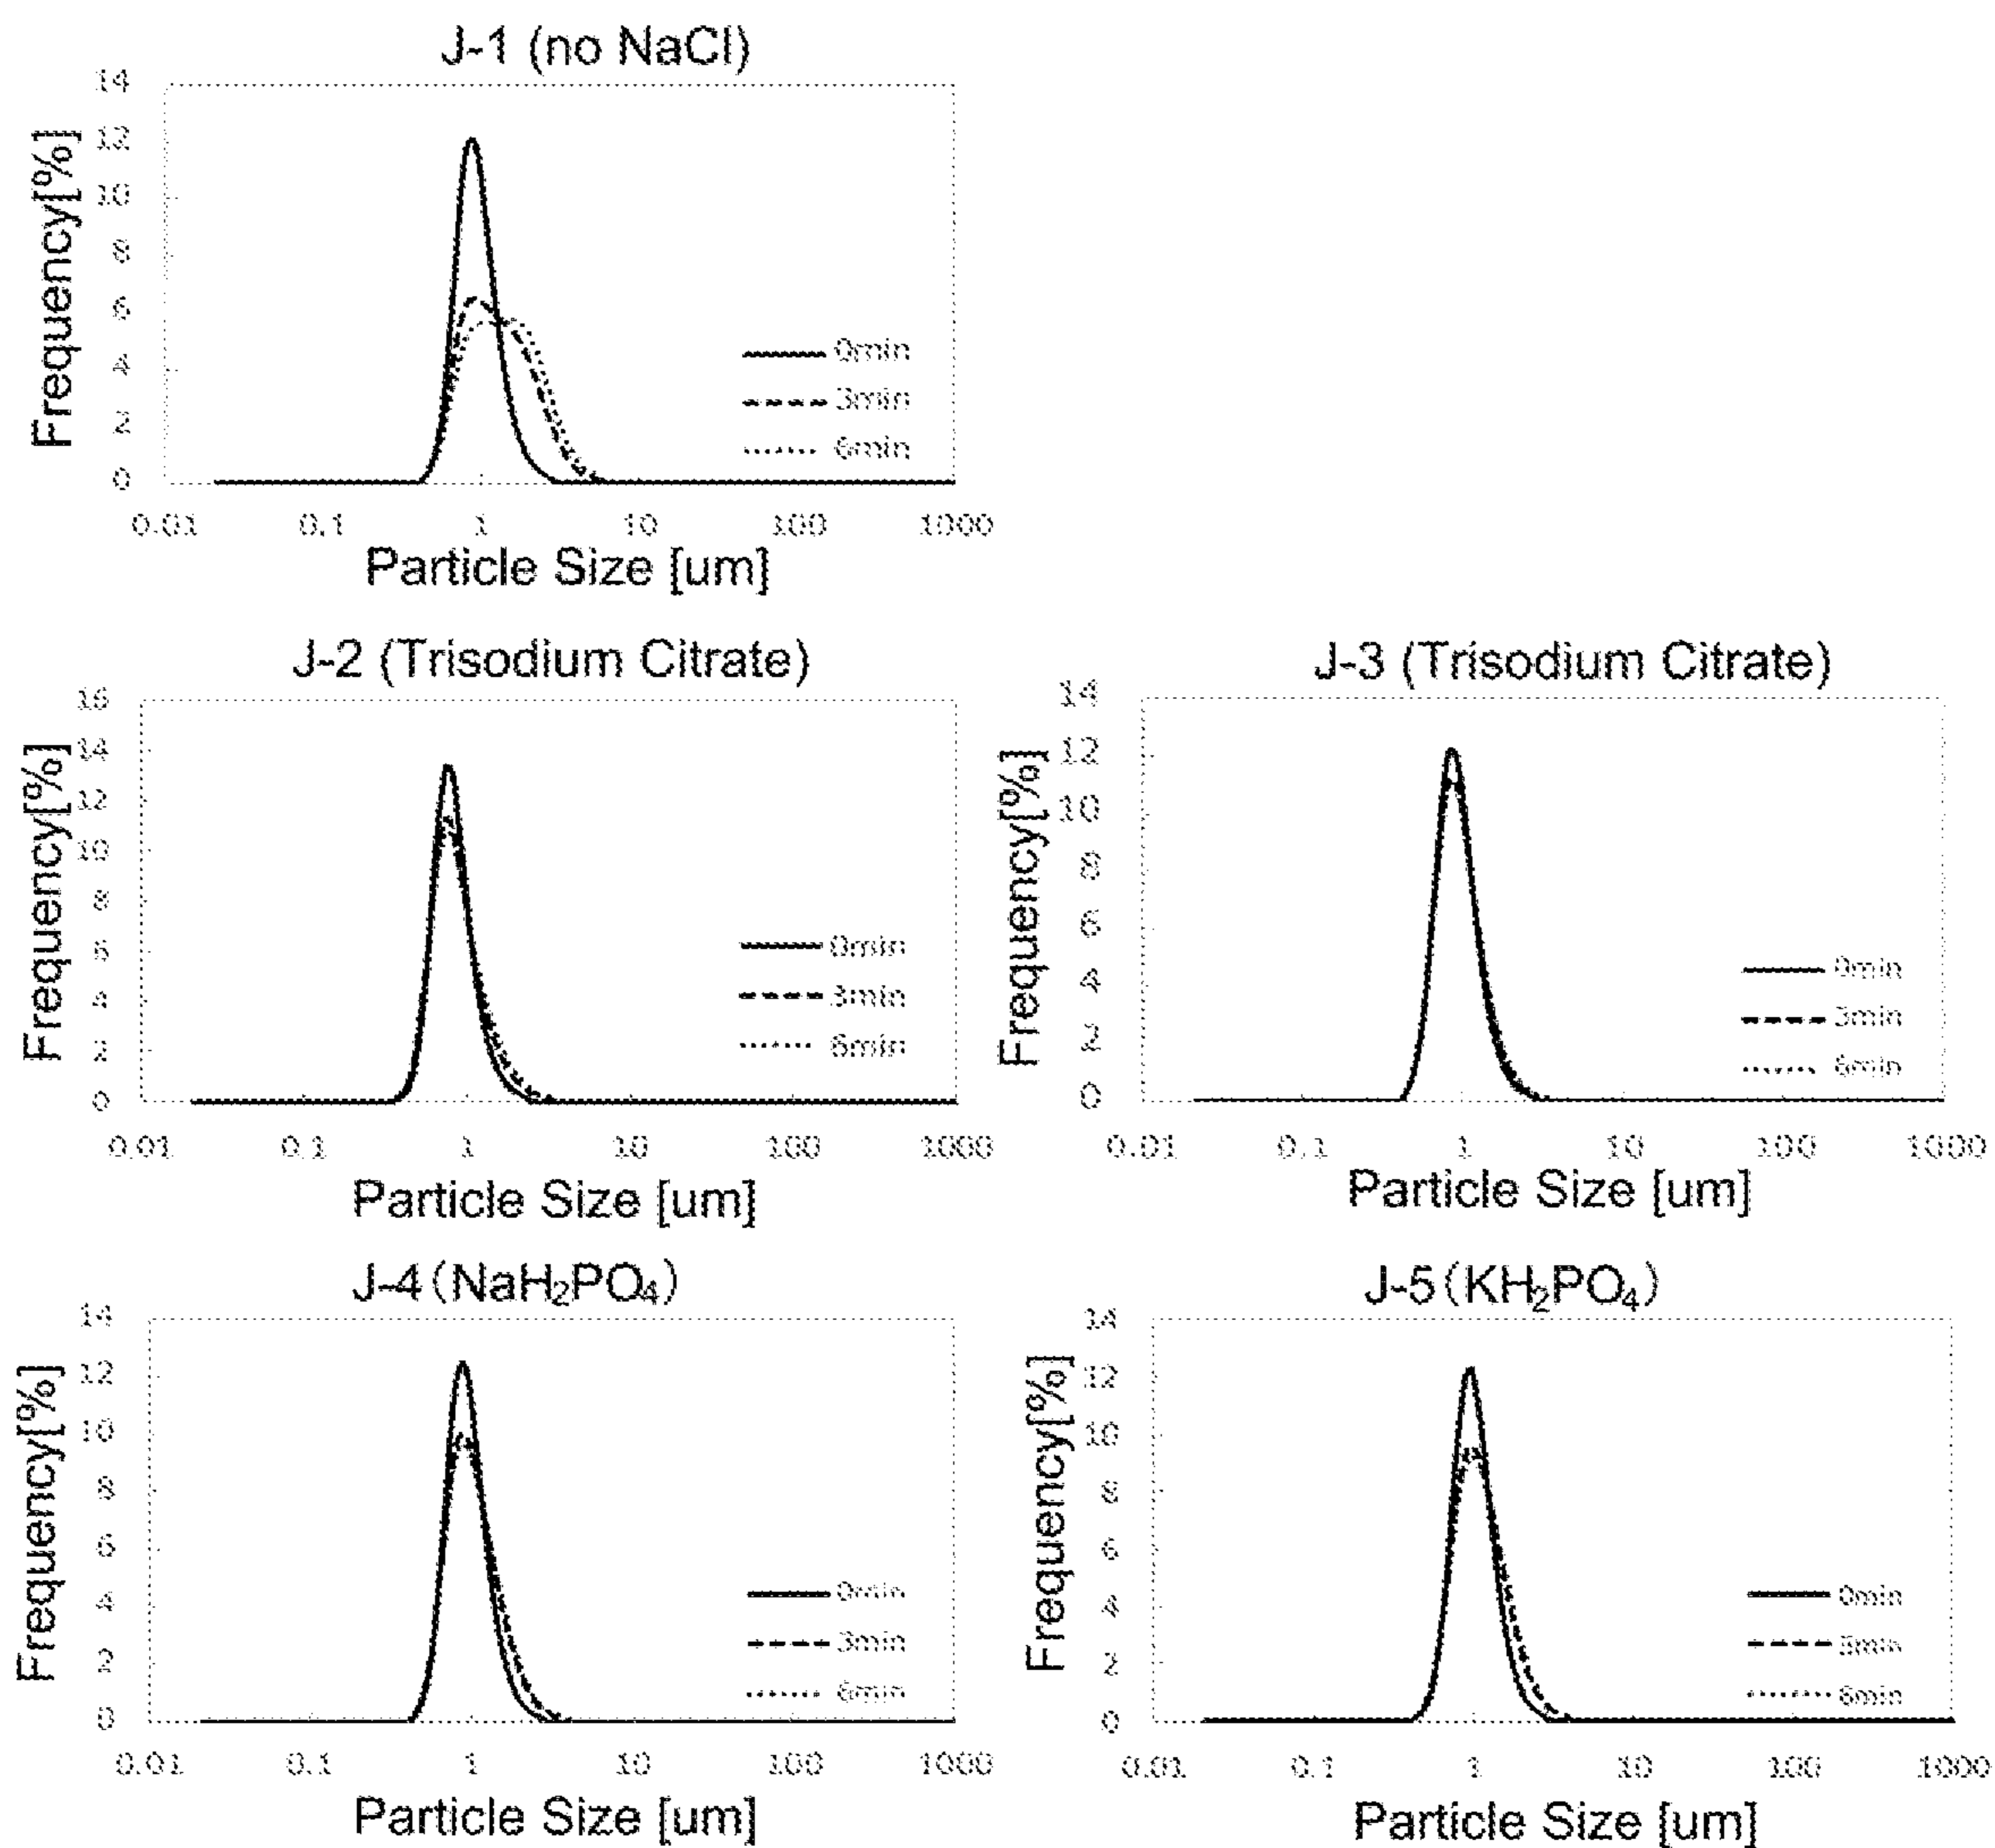 J-1 (no NaCl)
Frequency[%]
14
12
10
8
6
4
2
0
0min
3min
6min
0.01 0.1 1 10 100 1000
Particle Size [um]
J-2 (Trisodium Citrate)
Frequency[%]
16
14
12
10
8
6
4
2
0
0min
3min
6min
0.01 0.1 1 10 100 1000
Particle Size [um]
J-3 (Trisodium Citrate)
Frequency[%]
14
12
10
8
6
4
2
0
0min
3min
6min
0.01 0.1 1 10 100 1000
Particle Size [um]
J-4(NaH₂PO₄)
Frequency[%]
14
12
10
8
6
4
2
0
0min
3min
6min
0.01 0.1 1 10 100 1000
Particle Size [um]
J-5(KH₂PO₄)
Frequency[%]
14
12
10
8
6
4
2
0
0min
3min
6min
0.01 0.1 1 10 100 1000
Particle Size [um]